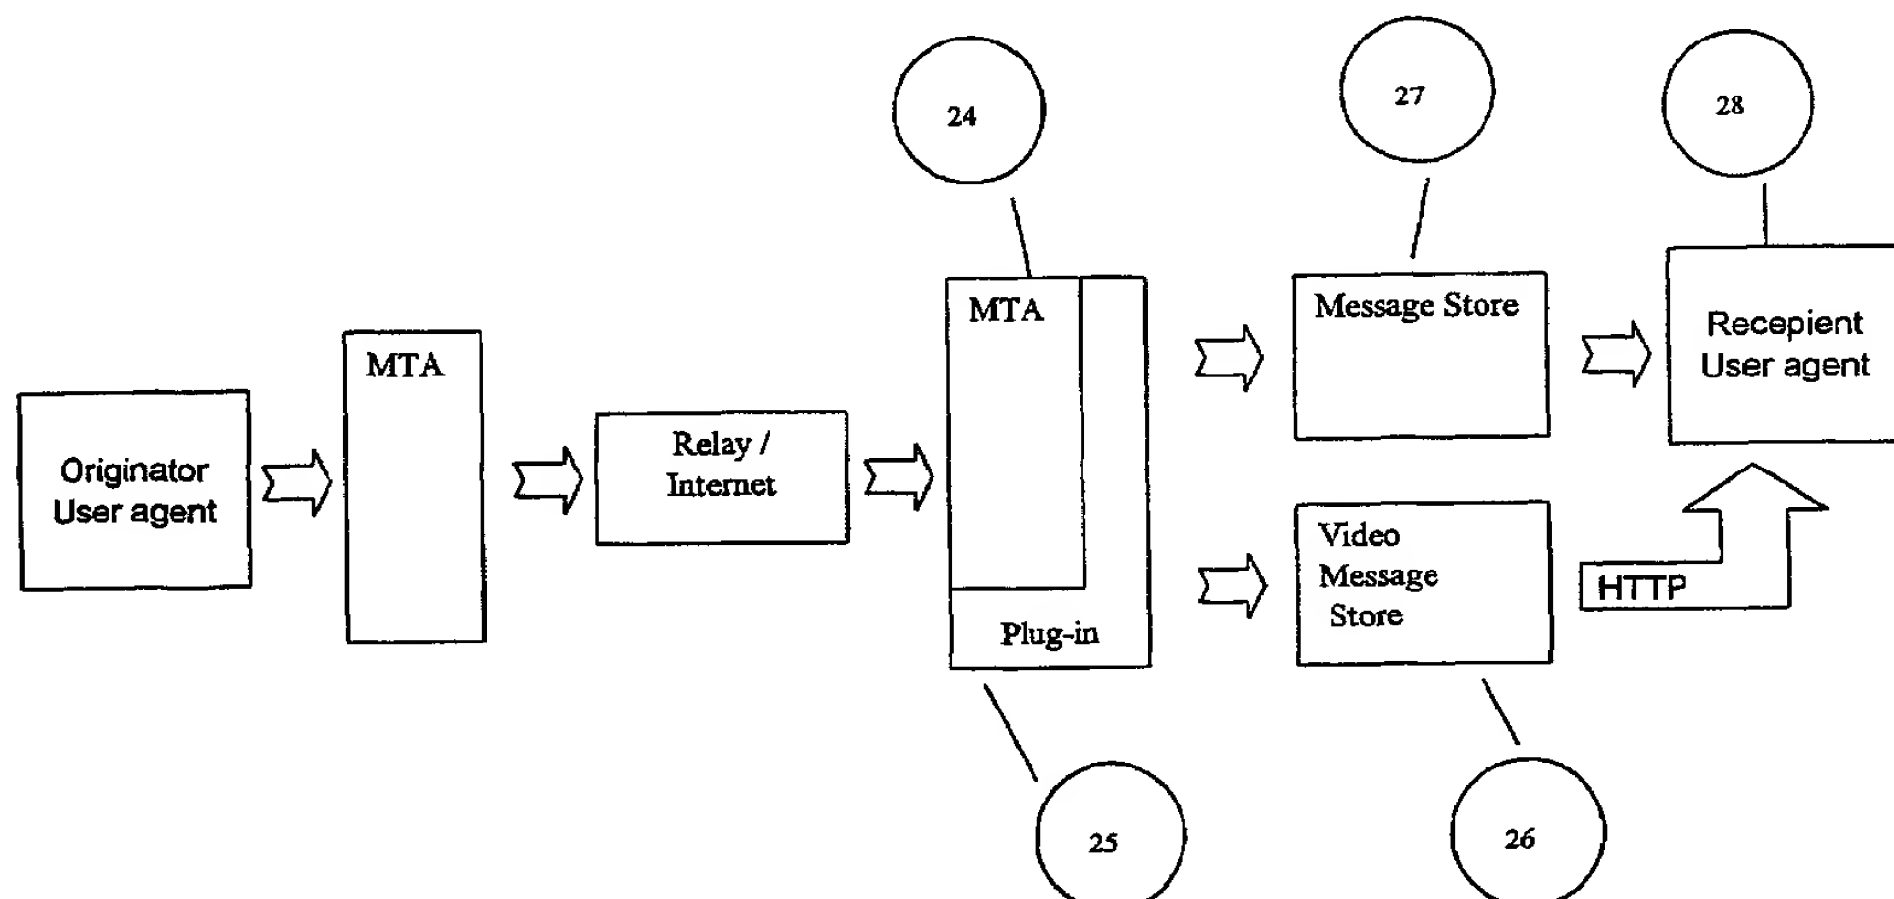 24
27
28
MTA
Message Store
Recepient
User agent
MTA
Relay /
Internet
Originator
User agent
Video
Message
Store
HTTP
Plug-in
25
26